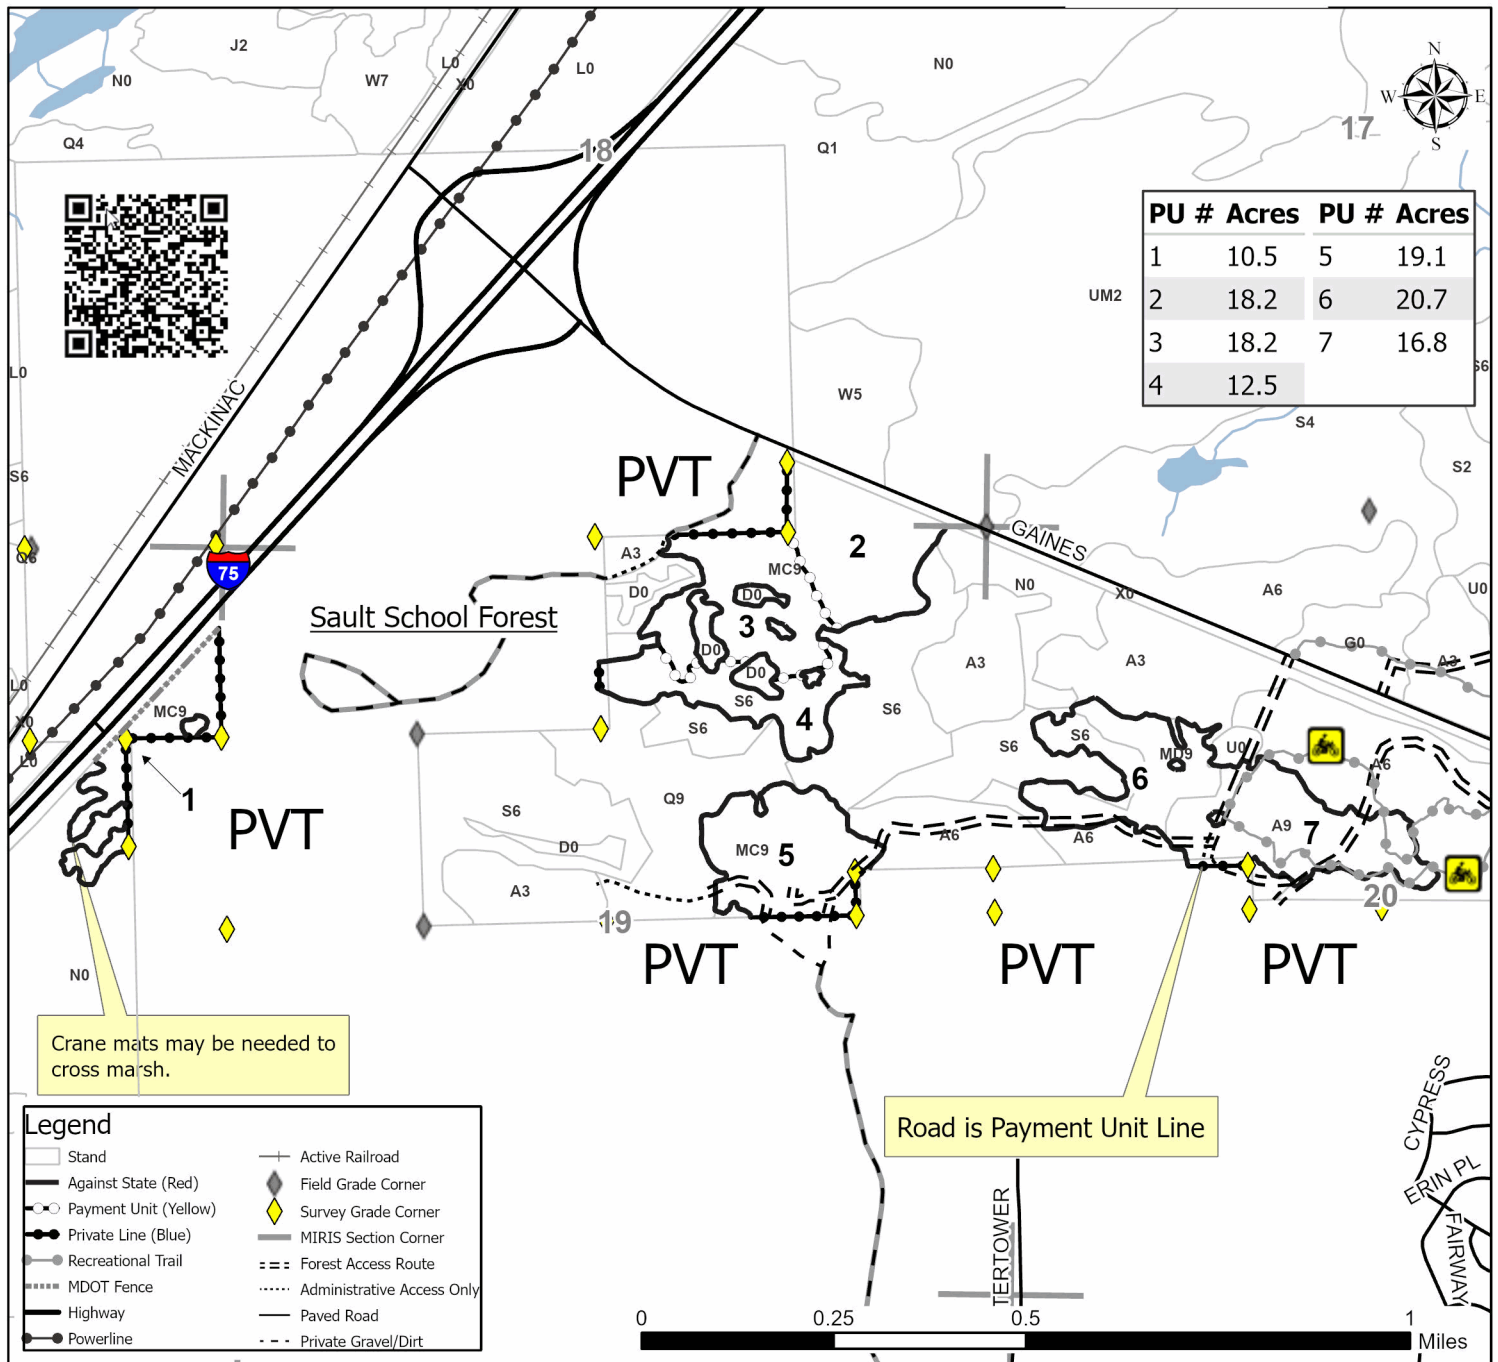 J2
L0
X0
L0
N0
W7
N0
N
W
E
S
17
Q4
18
Q1
PU # Acres PU # Acres
1 10.5 5 19.1
2 18.2 6 20.7
3 18.2 7 16.8
4 12.5
UM2
L0
S6
W5
S4
MACKINAC
S6
S2
PVT
GAINES
2
A3
MC9
75
N0
X0
A6
U0
D0
D0
Sault School Forest
3
G0
D0
A3
A3
A3
D0
L0
S6
S6
MC9
X0
4
S6
S6
S6
MD9
U0
L0
A6
6
1
Q9
PVT
S6
A6
A6
A9
7
D0
MC9
5
A3
20
19
PVT
PVT
PVT
N0
Crane mats may be needed to
cross marsh.
Road is Payment Unit Line
CYPRESS
ERIN PL
FAIRWAY
TERTOWER
Legend
Stand
Against State (Red)
Payment Unit (Yellow)
Private Line (Blue)
Recreational Trail
MDOT Fence
Highway
Powerline
Active Railroad
Field Grade Corner
Survey Grade Corner
MIRIS Section Corner
Forest Access Route
Administrative Access Only
Paved Road
Private Gravel/Dirt
0 0.25 0.5 1
Miles